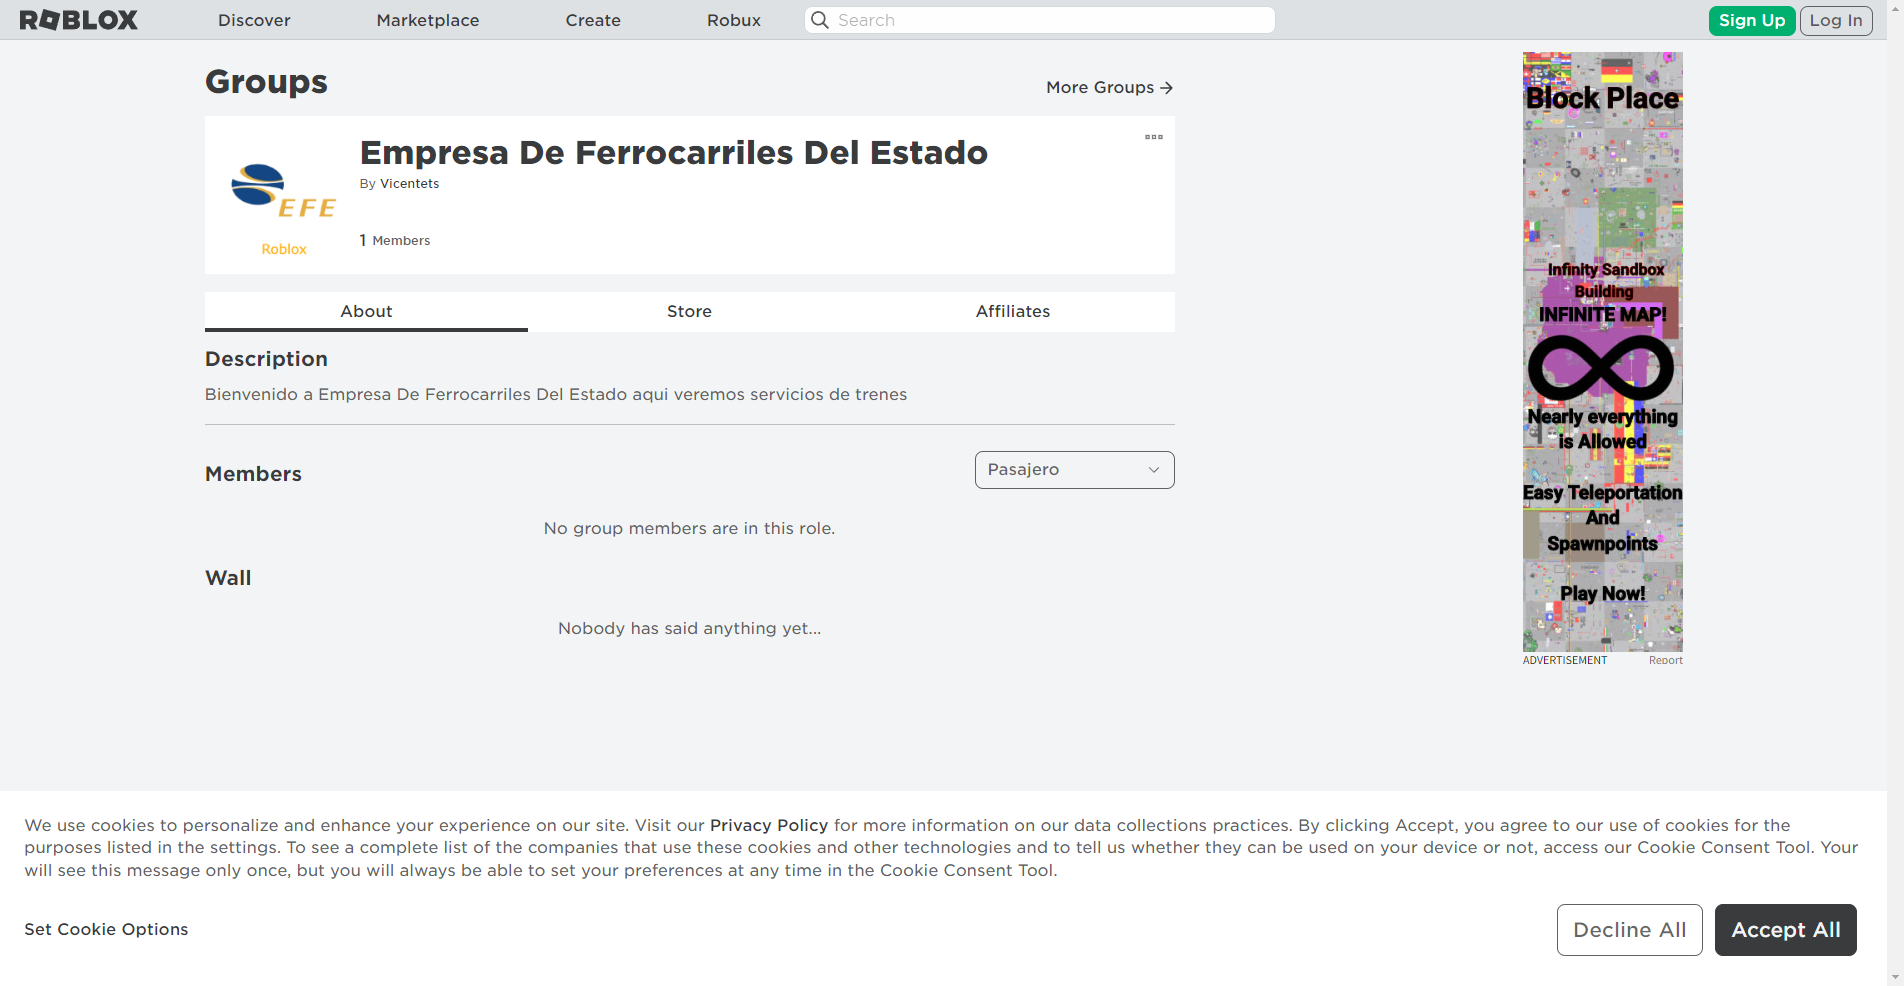 ROBLOX Discover Marketplace Create Robux Search Sign Up Log In
Groups
More Groups →
Empresa De Ferrocarriles Del Estado
By Vicentets
EFE
Roblox
1 Members
About Store Affiliates
Description
Bienvenido a Empresa De Ferrocarriles Del Estado aqui veremos servicios de trenes
Members
Pasajero
No group members are in this role.
Wall
Nobody has said anything yet...
Block Place
Infinity Sandbox
Building
INFINITE MAP!
Nearly everything
is Allowed
Easy Teleportation
And
Spawnpoints
Play Now!
ADVERTISEMENT Report
We use cookies to personalize and enhance your experience on our site. Visit our Privacy Policy for more information on our data collections practices. By clicking Accept, you agree to our use of cookies for the
purposes listed in the settings. To see a complete list of the companies that use these cookies and other technologies and to tell us whether they can be used on your device or not, access our Cookie Consent Tool. Your
will see this message only once, but you will always be able to set your preferences at any time in the Cookie Consent Tool.
Set Cookie Options
Decline All
Accept All